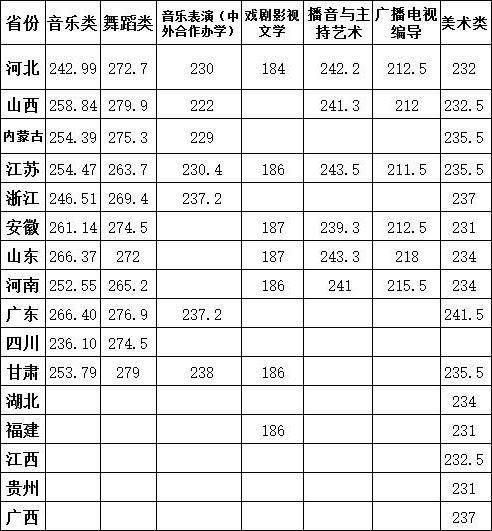 省份 音乐类 舞蹈类 音乐表演（中外合作办学） 戏剧影视文学 播音与主持艺术 广播电视编导 美术类
河北 242.99 272.7 230 184 242.2 212.5 232
山西 258.84 279.9 222 241.3 212 232.5
内蒙古 254.39 275.3 229 235.5
江苏 254.47 263.7 230.4 186 243.5 211.5 235.5
浙江 246.51 269.4 237.2 237
安徽 261.14 274.5 187 239.3 212.5 231
山东 266.37 272 187 243.3 218 234
河南 252.55 265.2 186 241 215.5 234
广东 266.40 276.9 237.2 241.5
四川 236.10 274.5
甘肃 253.79 279 238 186 235.5
湖北 234
福建 186 231
江西 232.5
贵州 231
广西 237